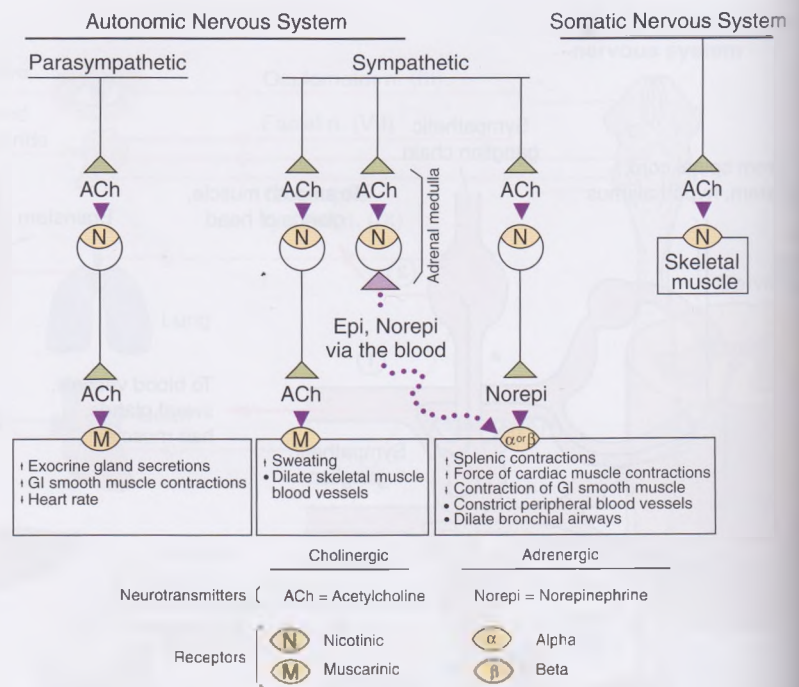 Autonomic Nervous System
Somatic Nervous System
Parasympathetic
Sympathetic
ACh
ACh
ACh
ACh
ACh
N
N
N
N
N
Adrenal medulla
Skeletal
muscle
Epi, Norepi
via the blood
ACh
ACh
Norepi
M
M
α or β
↑ Exocrine gland secretions
↑ GI smooth muscle contractions
↓ Heart rate
↑ Sweating
• Dilate skeletal muscle
blood vessels
↑ Splenic contractions
↑ Force of cardiac muscle contractions
↓ Contraction of GI smooth muscle
• Constrict peripheral blood vessels
• Dilate bronchial airways
Cholinergic
Adrenergic
Neurotransmitters
ACh = Acetylcholine
Norepi = Norepinephrine
Receptors
N Nicotinic
α Alpha
M Muscarinic
β Beta